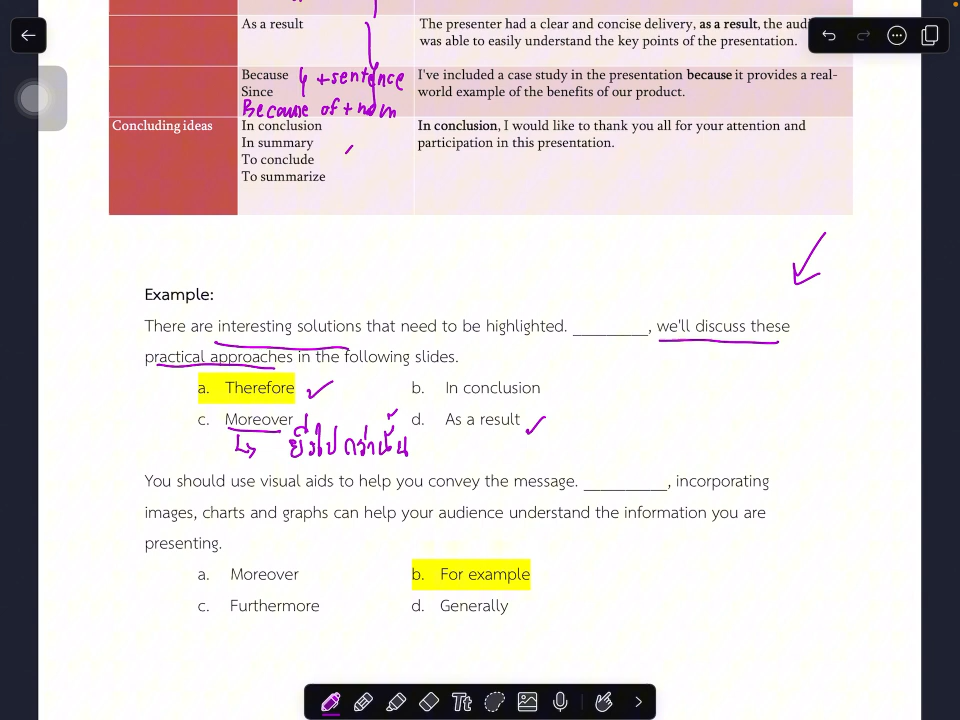 As a result
The presenter had a clear and concise delivery, as a result, the
was able to easily understand the key points of the presentation.
Because
Since
} + sentence
Because of + noun
I've included a case study in the presentation because it provides a real-
world example of the benefits of our product.
Concluding ideas
In conclusion
In summary
To conclude
To summarize
In conclusion, I would like to thank you all for your attention and
participation in this presentation.
Example:
There are interesting solutions that need to be highlighted. _________, we'll discuss these
practical approaches in the following slides.
a. Therefore
b. In conclusion
c. Moreover
d. As a result
ยิ่งไปกว่านั้น
You should use visual aids to help you convey the message. __________, incorporating
images, charts and graphs can help your audience understand the information you are
presenting.
a. Moreover
b. For example
c. Furthermore
d. Generally
Tt